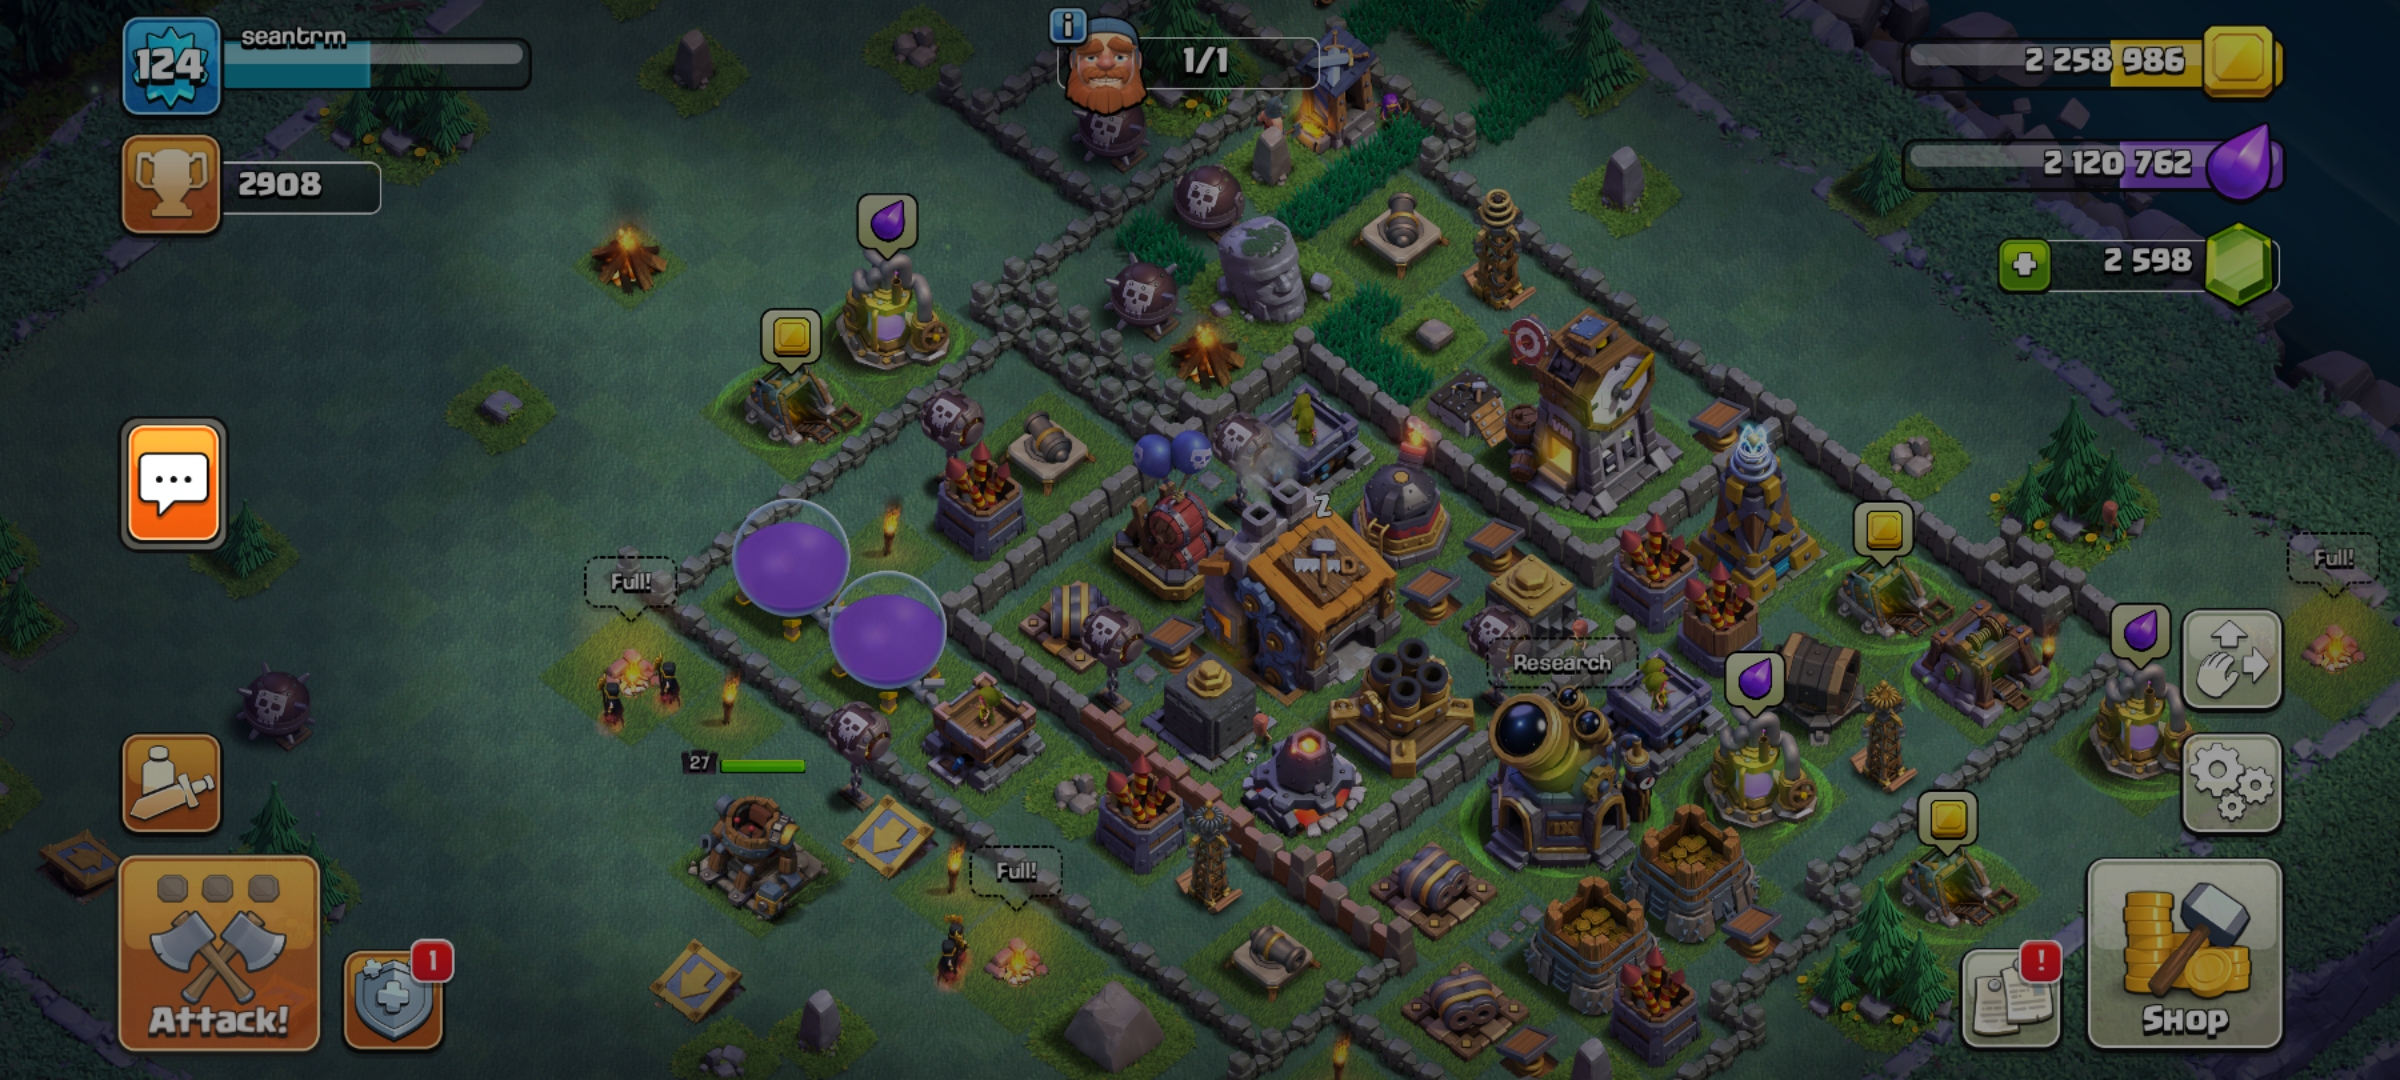 124
seantrm
1/1
2 258 986
2908
2 120 762
2 598
Full!
Full!
Research
27
Full!
Attack!
1
!
Shop